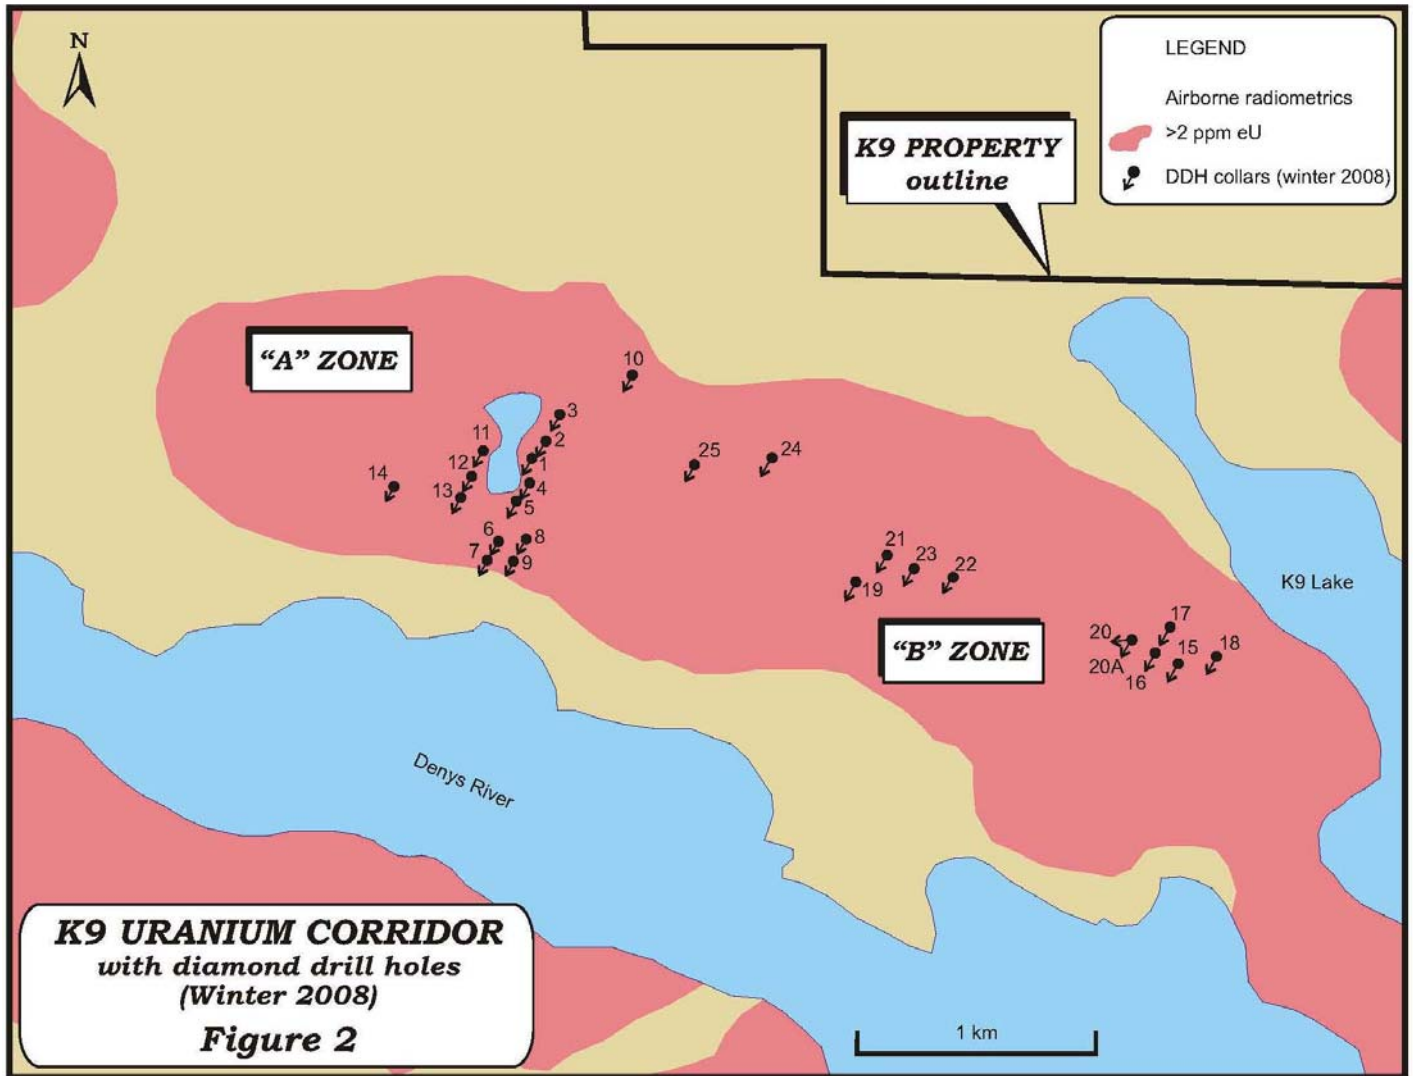 N
LEGEND
Airborne radiometrics
>2 ppm eU
DDH collars (winter 2008)
K9 PROPERTY
outline
“A” ZONE
10
3
11
2
12
1
25
24
14
13
4
5
6
8
7
9
21
23
22
19
K9 Lake
“B” ZONE
17
20
15
18
20A
16
Denys River
K9 URANIUM CORRIDOR
with diamond drill holes
(Winter 2008)
Figure 2
1 km